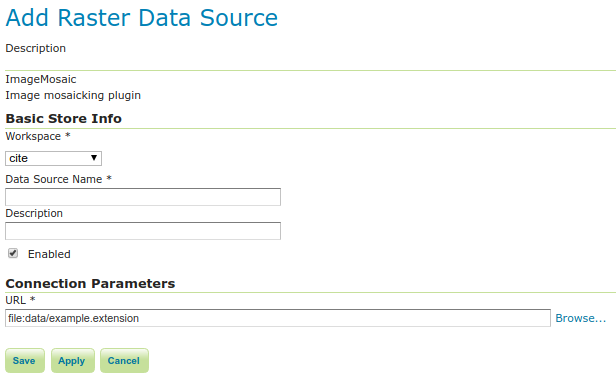 Add Raster Data Source
Description
ImageMosaic
Image mosaicking plugin
Basic Store Info
Workspace *
cite
Data Source Name *
Description
Enabled
Connection Parameters
URL *
file:data/example.extension Browse...
Save Apply Cancel